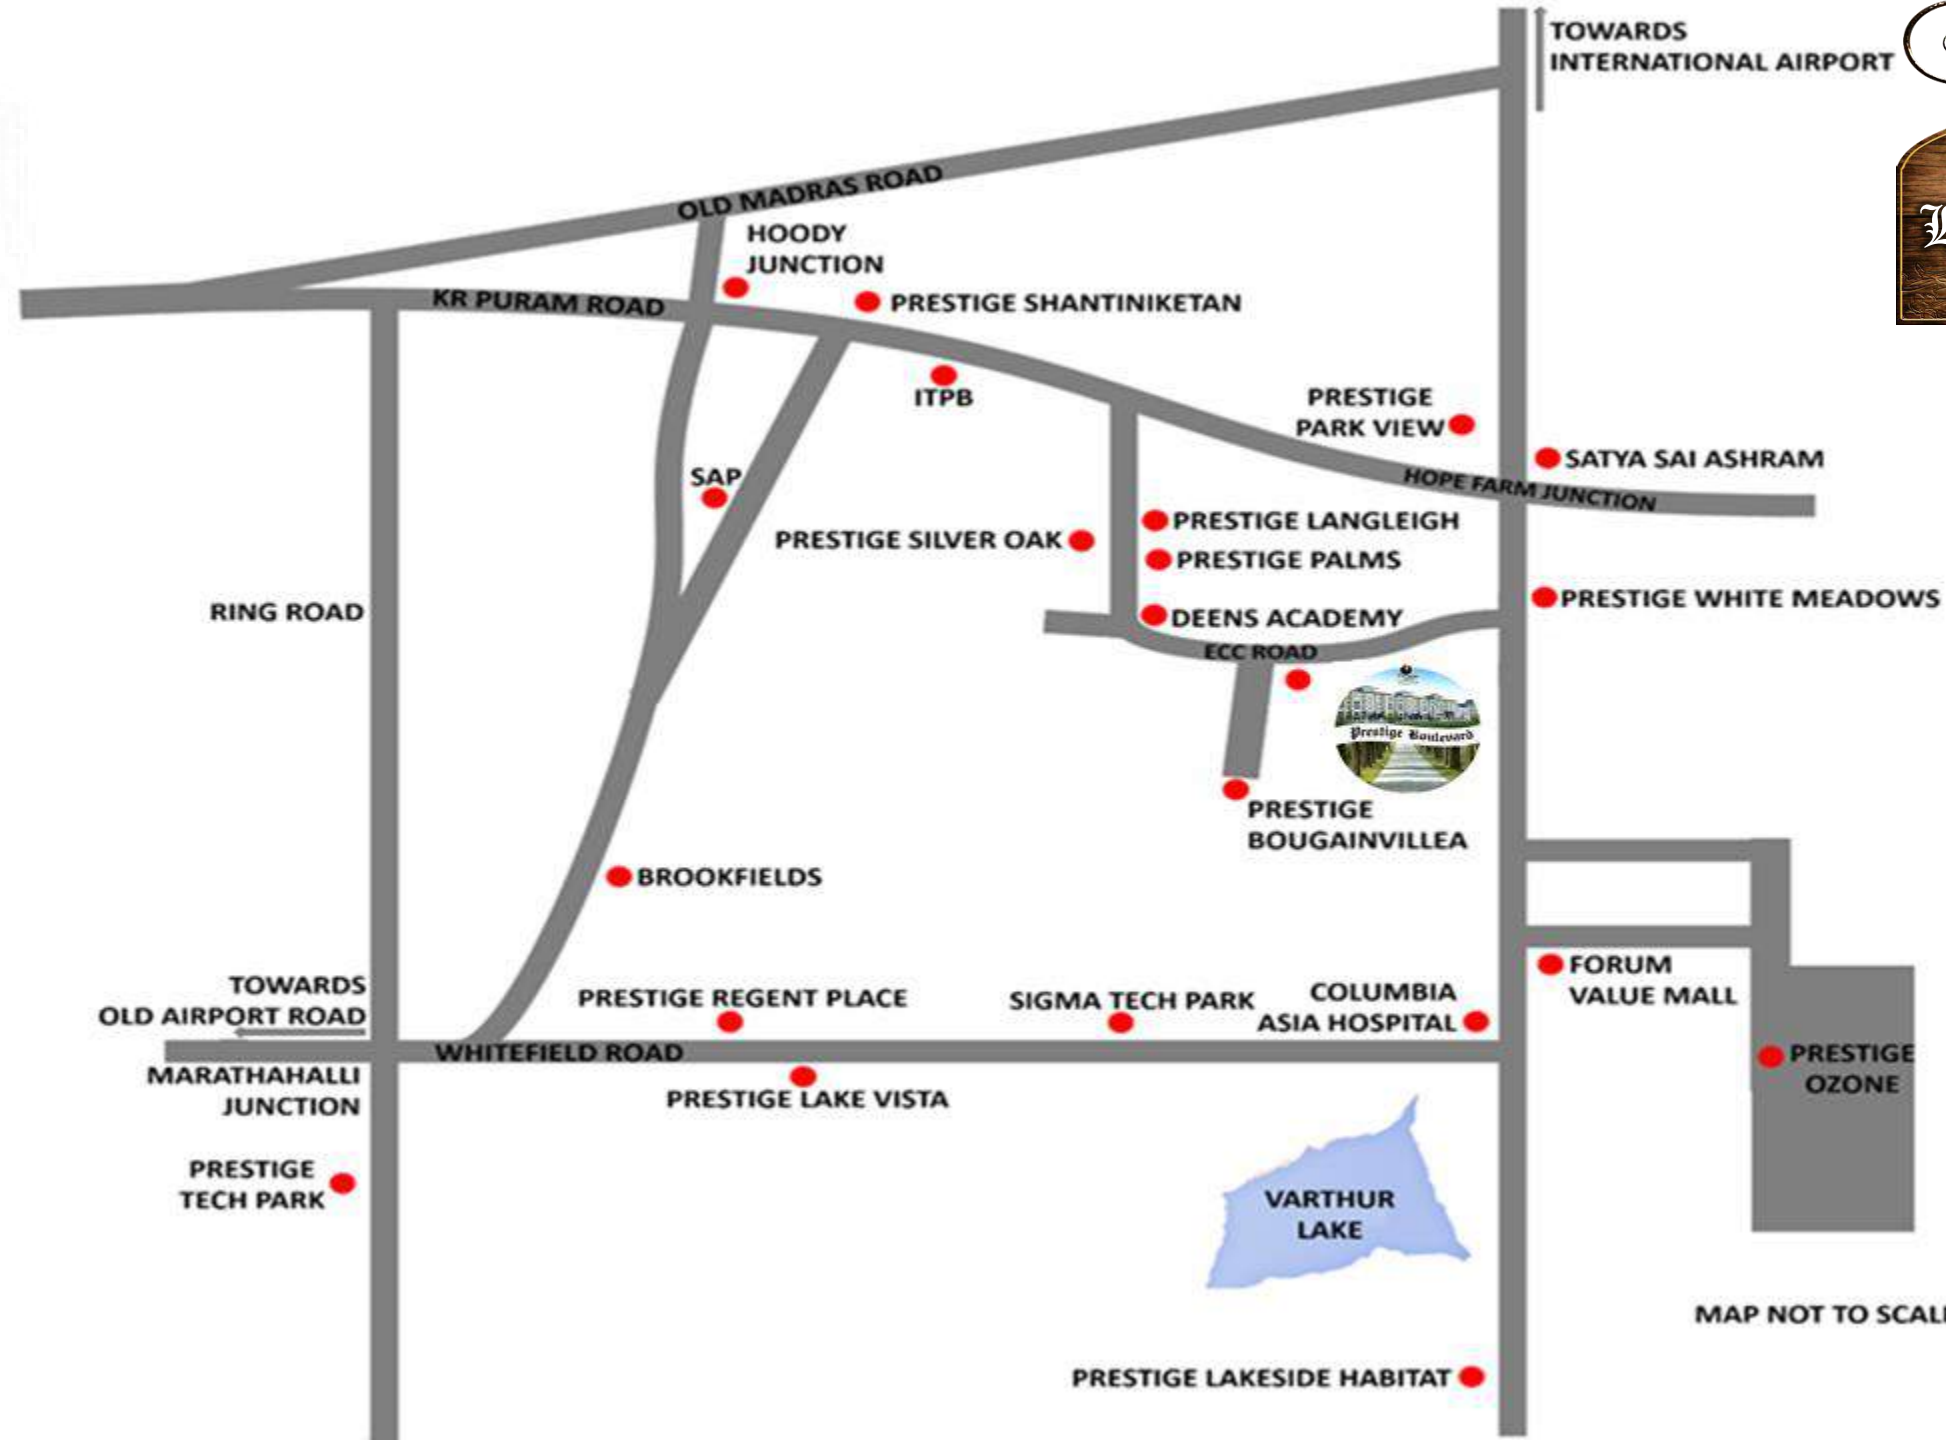 TOWARDS
INTERNATIONAL AIRPORT
OLD MADRAS ROAD
HOODY
JUNCTION
KR PURAM ROAD
PRESTIGE SHANTINIKETAN
ITPB
PRESTIGE
PARK VIEW
SATYA SAI ASHRAM
HOPE FARM JUNCTION
SAP
PRESTIGE SILVER OAK
PRESTIGE LANGLEIGH
PRESTIGE PALMS
RING ROAD
DEENS ACADEMY
PRESTIGE WHITE MEADOWS
ECC ROAD
Prestige Boulevard
PRESTIGE
BOUGAINVILLEA
BROOKFIELDS
TOWARDS
OLD AIRPORT ROAD
PRESTIGE REGENT PLACE
SIGMA TECH PARK
COLUMBIA
ASIA HOSPITAL
FORUM
VALUE MALL
WHITEFIELD ROAD
MARATHAHALLI
JUNCTION
PRESTIGE LAKE VISTA
PRESTIGE
OZONE
PRESTIGE
TECH PARK
VARTHUR
LAKE
MAP NOT TO SCAL
PRESTIGE LAKESIDE HABITAT